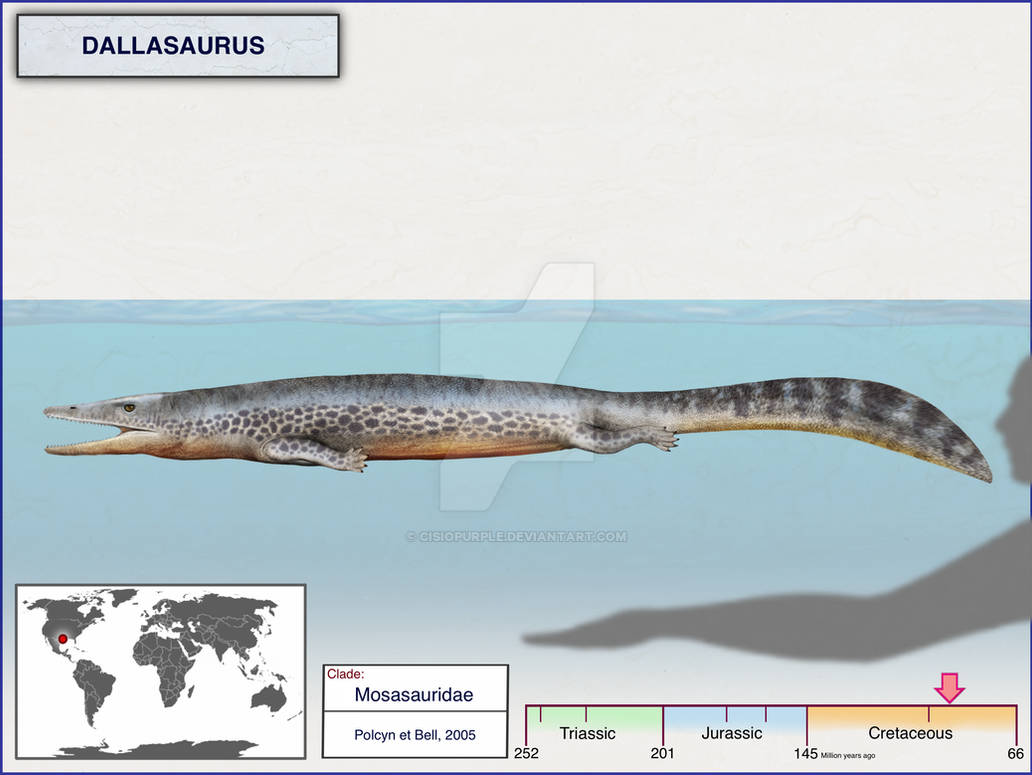 DALLASAURUS
© CISIOPURPLE.DEVIANTART.COM
Clade:
Mosasauridae
Polcyn et Bell, 2005
Triassic
Jurassic
Cretaceous
252
201
145 Million years ago
66